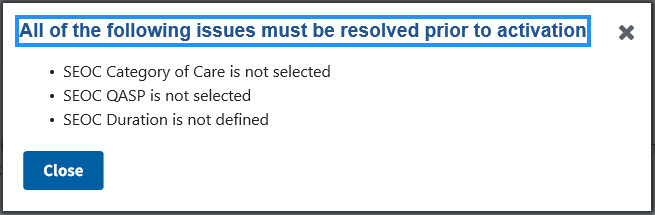 All of the following issues must be resolved prior to activation
• SEOC Category of Care is not selected
• SEOC QASP is not selected
• SEOC Duration is not defined
Close